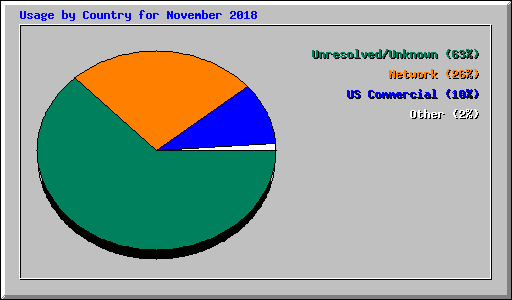 Usage by Country for November 2018
Unresolved/Unknown (63%)
Network (26%)
US Commercial (10%)
Other (2%)